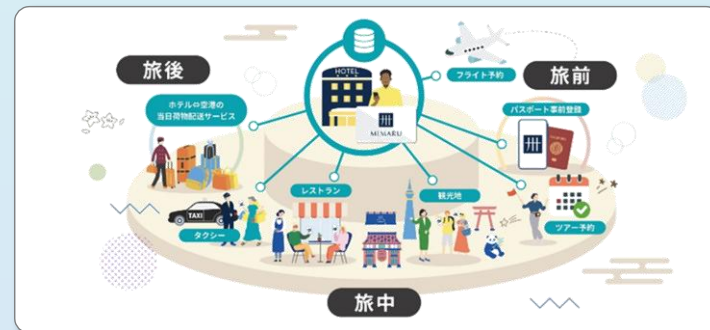 HOTEL
MIMARU
旅後
旅前
フライト予約
ホテル⇔空港の
当日荷物配送サービス
パスポート事前登録
レストラン
観光地
TAXI
タクシー
ツアー予約
旅中